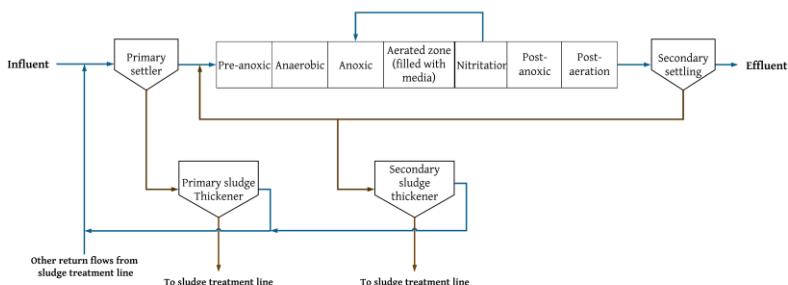 Influent
Primary
settler
Pre-anoxic
Anaerobic
Anoxic
Aerated zone
(filled with
media)
Nitritation
Post-
anoxic
Post-
aeration
Secondary
settling
Effluent
Primary sludge
Thickener
Secondary
sludge
thickener
Other return flows from
sludge treatment line
To sludge treatment line
To sludge treatment line